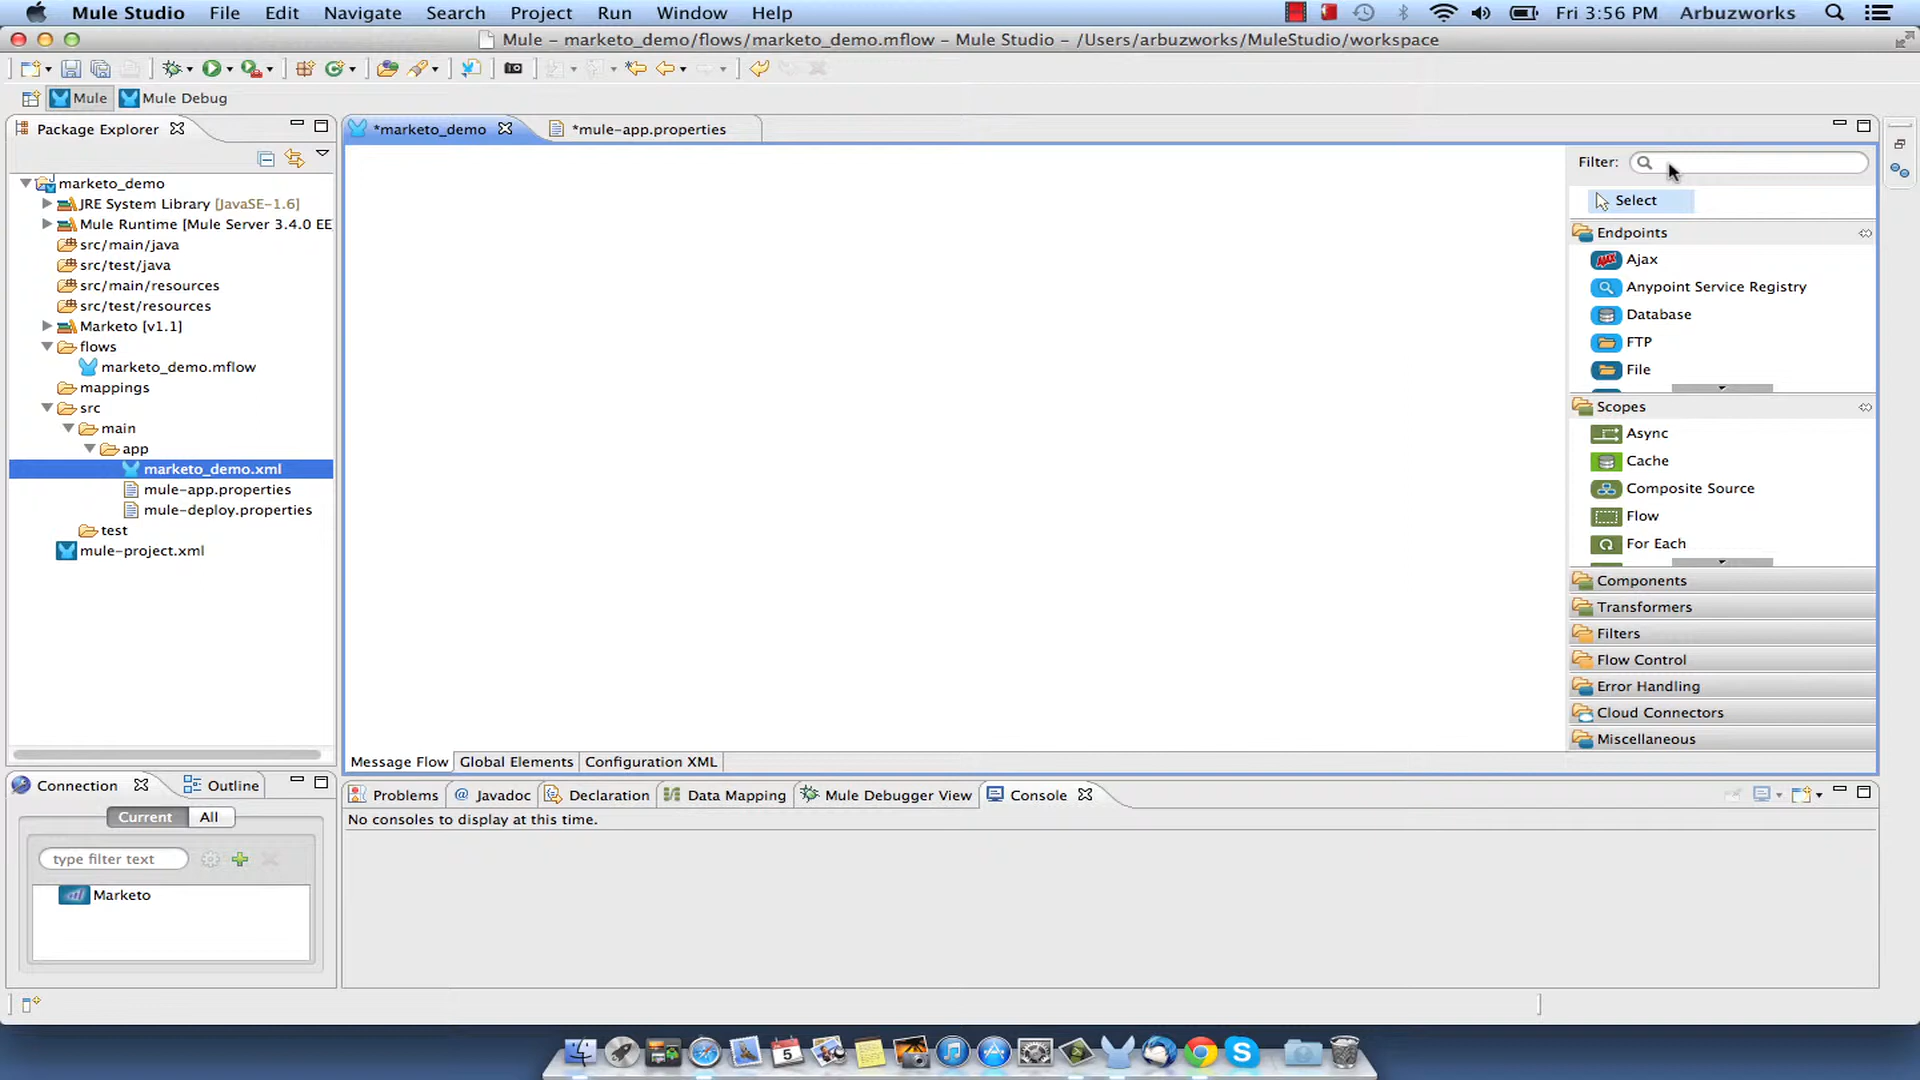 Mule Studio File Edit Navigate Search Project Run Window Help Fri 3:56 PM Arbuzworks
Mule – marketo_demo/flows/marketo_demo.mflow – Mule Studio – /Users/arbuzworks/MuleStudio/workspace
Mule Mule Debug
Package Explorer
marketo_demo
JRE System Library [JavaSE-1.6]
Mule Runtime [Mule Server 3.4.0 EE
src/main/java
src/test/java
src/main/resources
src/test/resources
Marketo [v1.1]
flows
marketo_demo.mflow
mappings
src
main
app
marketo_demo.xml
mule-app.properties
mule-deploy.properties
test
mule-project.xml
*marketo_demo *mule-app.properties
Filter:
Select
Endpoints
Ajax
Anypoint Service Registry
Database
FTP
File
Scopes
Async
Cache
Composite Source
Flow
For Each
Components
Transformers
Filters
Flow Control
Error Handling
Cloud Connectors
Miscellaneous
Message Flow Global Elements Configuration XML
Connection Outline
Current All
type filter text
Marketo
Problems @ Javadoc Declaration Data Mapping Mule Debugger View Console
No consoles to display at this time.
5